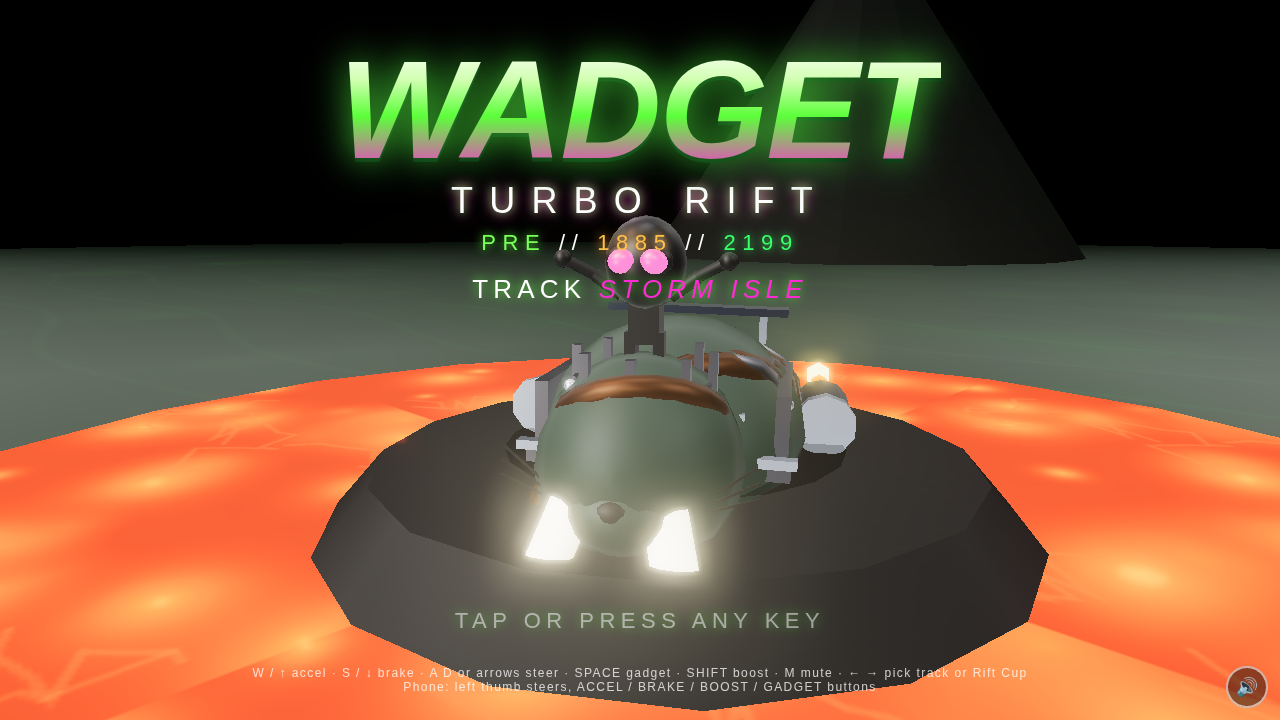 WADGET
TURBO RIFT
PRE // 1885 // 2199
TRACK STORM ISLE
TAP OR PRESS ANY KEY
W / ↑ accel · S / ↓ brake · A D or arrows steer · SPACE gadget · SHIFT boost · M mute · ← → pick track or Rift Cup
Phone: left thumb steers, ACCEL / BRAKE / BOOST / GADGET buttons